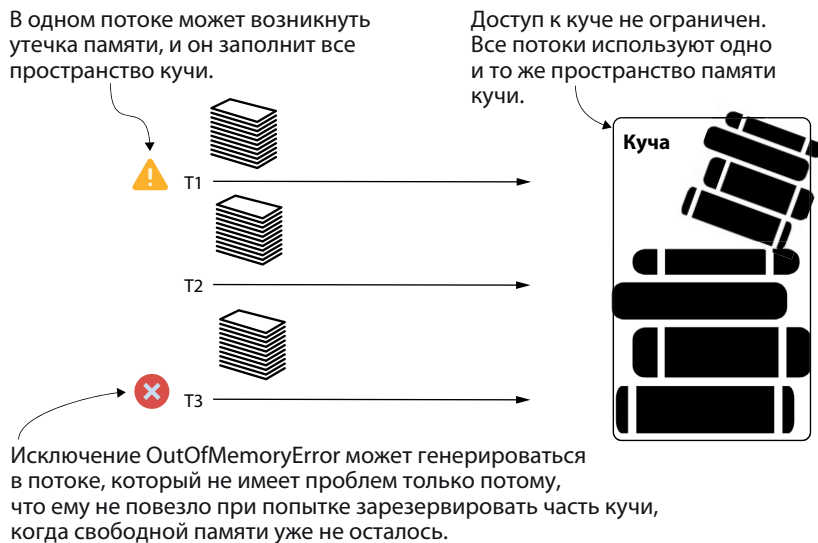 В одном потоке может возникнуть
утечка памяти, и он заполнит все
пространство кучи.
Доступ к куче не ограничен.
Все потоки используют одно
и то же пространство памяти
кучи.
Куча
T1
T2
T3
Исключение OutOfMemoryError может генерироваться
в потоке, который не имеет проблем только потому,
что ему не повезло при попытке зарезервировать часть кучи,
когда свободной памяти уже не осталось.